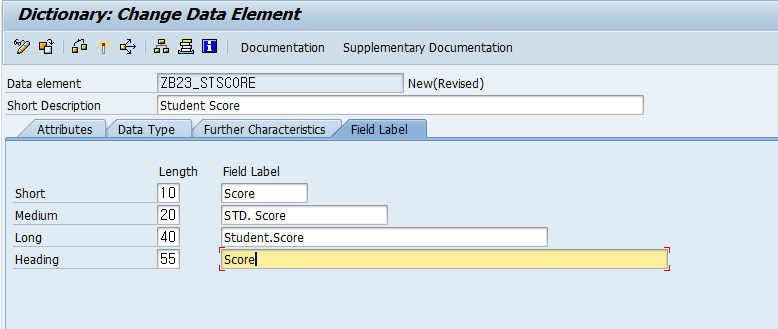 Dictionary: Change Data Element
Documentation Supplementary Documentation
Data element ZB23_STSCORE New(Revised)
Short Description Student Score
Attributes Data Type Further Characteristics Field Label
Length Field Label
Short 10 Score
Medium 20 STD. Score
Long 40 Student.Score
Heading 55 Score